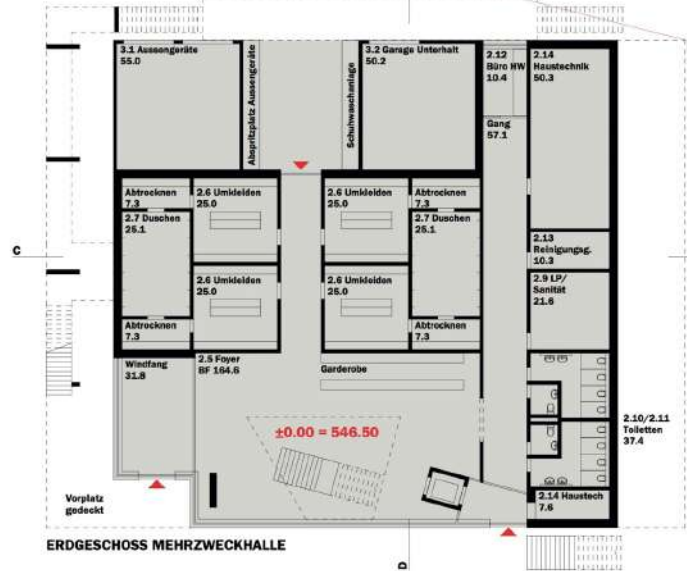 3.1 Aussengeräte
55.0
Abspritzplatz Aussengeräte
Schuhwaschanlage
3.2 Garage Unterhalt
50.2
2.12
Büro HW
10.4
2.14
Haustechnik
50.3
Gang
57.1
Abtrocknen
7.3
2.6 Umkleiden
25.0
2.6 Umkleiden
25.0
Abtrocknen
7.3
2.7 Duschen
25.1
2.7 Duschen
25.1
2.13
Reinigungsg.
10.3
C
2.6 Umkleiden
25.0
2.6 Umkleiden
25.0
2.9 LP/
Sanität
21.6
Abtrocknen
7.3
Abtrocknen
7.3
Windfang
31.8
2.5 Foyer
BF 164.6
Garderobe
±0.00 = 546.50
2.10/2.11
Toiletten
37.4
Vorplatz
gedeckt
2.14 Haustech
7.6
ERDGESCHOSS MEHRZWECKHALLE
D